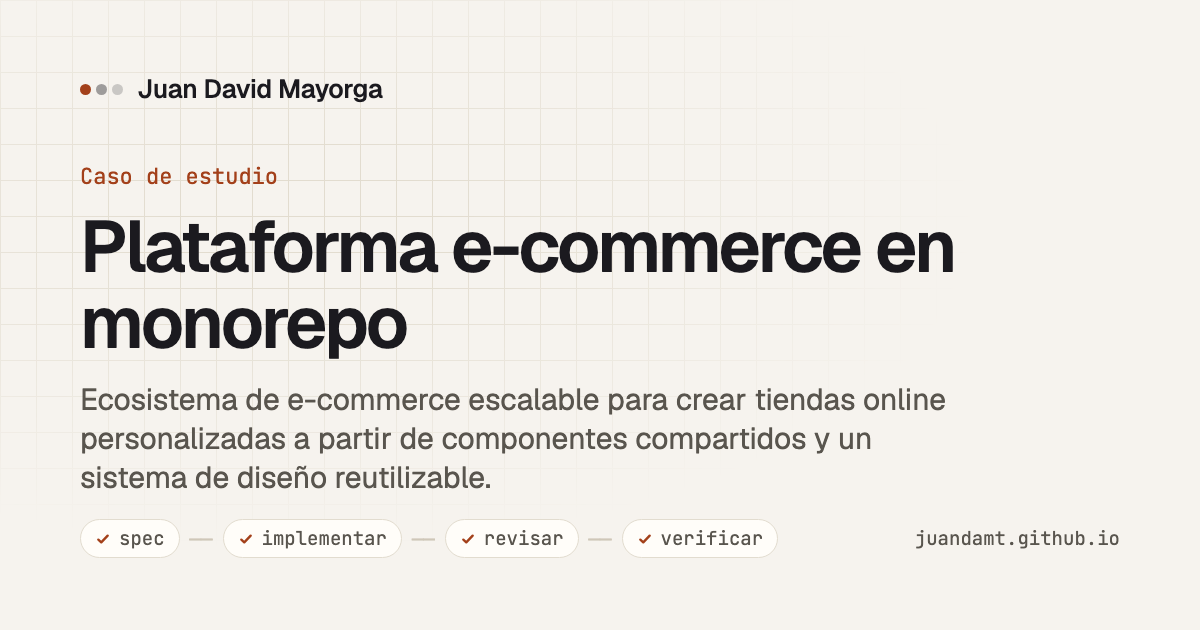 Juan David Mayorga
Caso de estudio
Plataforma e-commerce en
monorepo
Ecosistema de e-commerce escalable para crear tiendas online
personalizadas a partir de componentes compartidos y un
sistema de diseño reutilizable.
spec — implementar — revisar — verificar
juandamt.github.io